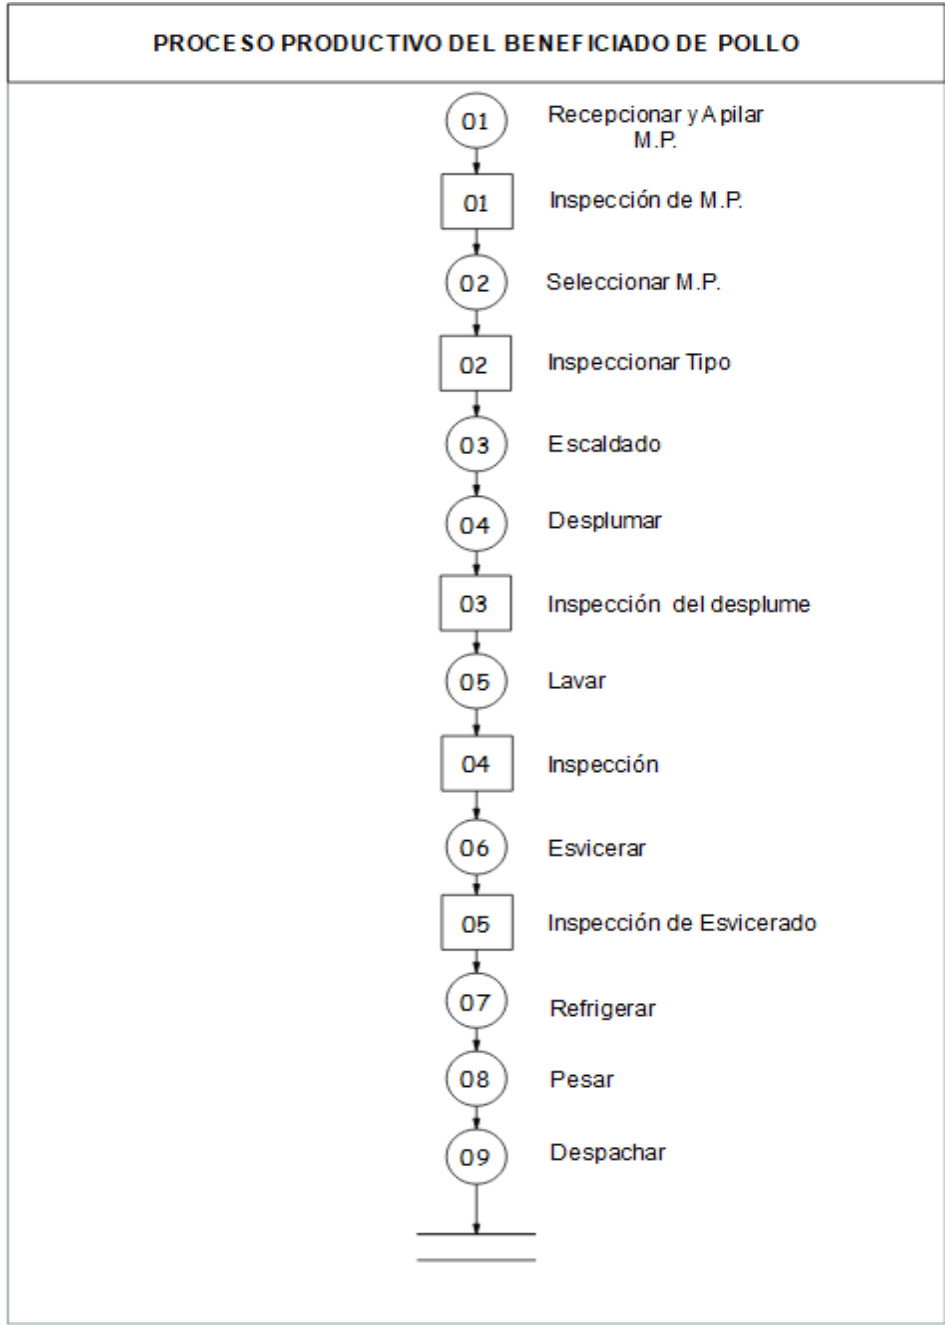 PROCESO PRODUCTIVO DEL BENEFICIADO DE POLLO
01 Recepcionar y Apilar
M.P.
01 Inspección de M.P.
02 Seleccionar M.P.
02 Inspeccionar Tipo
03 Escaldado
04 Desplumar
03 Inspección del desplume
05 Lavar
04 Inspección
06 Esvicerar
05 Inspección de Esvicerado
07 Refrigerar
08 Pesar
09 Despachar